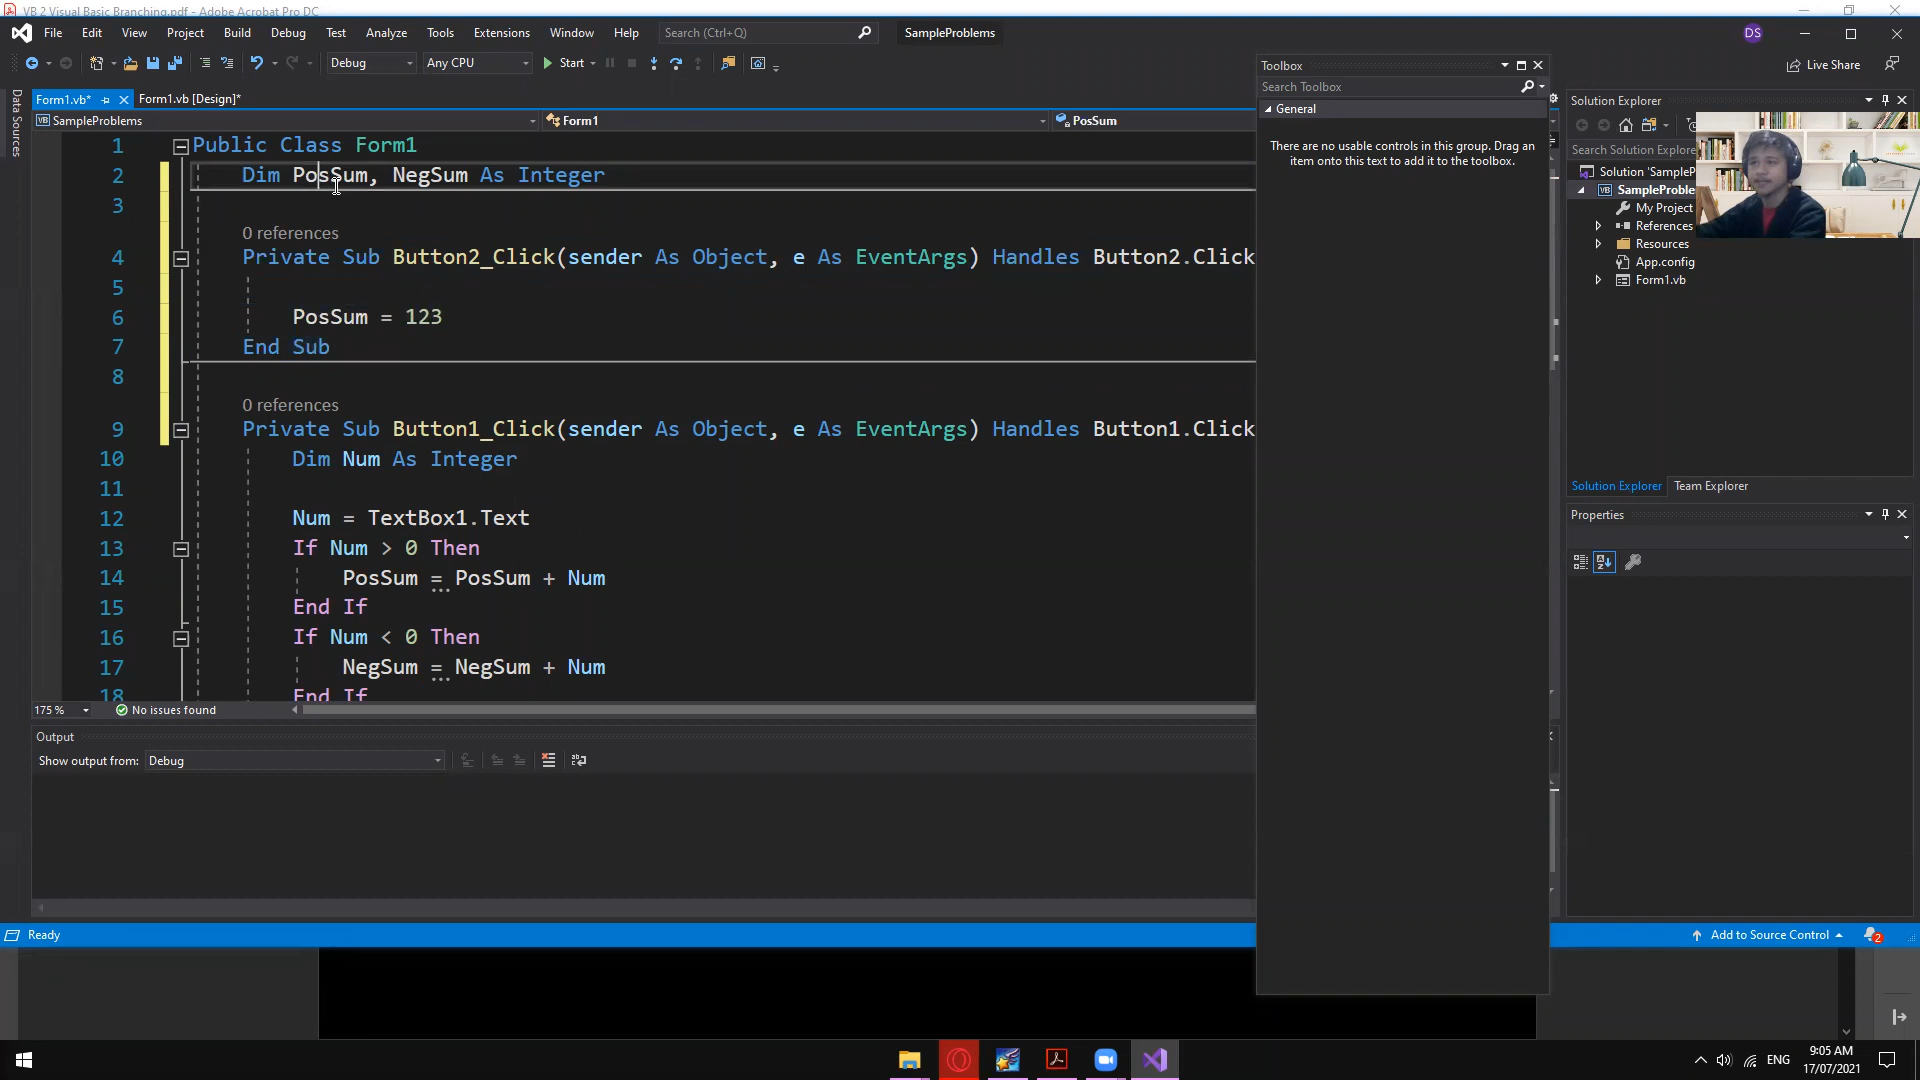 VB 2 Visual Basic Branching.pdf - Adobe Acrobat Pro DC
File Edit View Project Build Debug Test Analyze Tools Extensions Window Help Search (Ctrl+Q) SampleProblems DS
Debug Any CPU Start Live Share
Data Sources
Form1.vb* Form1.vb [Design]*
SampleProblems Form1 PosSum
1 Public Class Form1
2 Dim PosSum, NegSum As Integer
3
0 references
4 Private Sub Button2_Click(sender As Object, e As EventArgs) Handles Button2.Click
5
6 PosSum = 123
7 End Sub
8
0 references
9 Private Sub Button1_Click(sender As Object, e As EventArgs) Handles Button1.Click
10 Dim Num As Integer
11
12 Num = TextBox1.Text
13 If Num > 0 Then
14 PosSum = PosSum + Num
15 End If
16 If Num < 0 Then
17 NegSum = NegSum + Num
18 End If
175 % No issues found
Output
Show output from: Debug
Toolbox
Search Toolbox
General
There are no usable controls in this group. Drag an
item onto this text to add it to the toolbox.
Solution Explorer
Search Solution Explorer
Solution 'SampleP
SampleProble
My Project
References
Resources
App.config
Form1.vb
Solution Explorer Team Explorer
Properties
Ready Add to Source Control 2
ENG 9:05 AM
17/07/2021